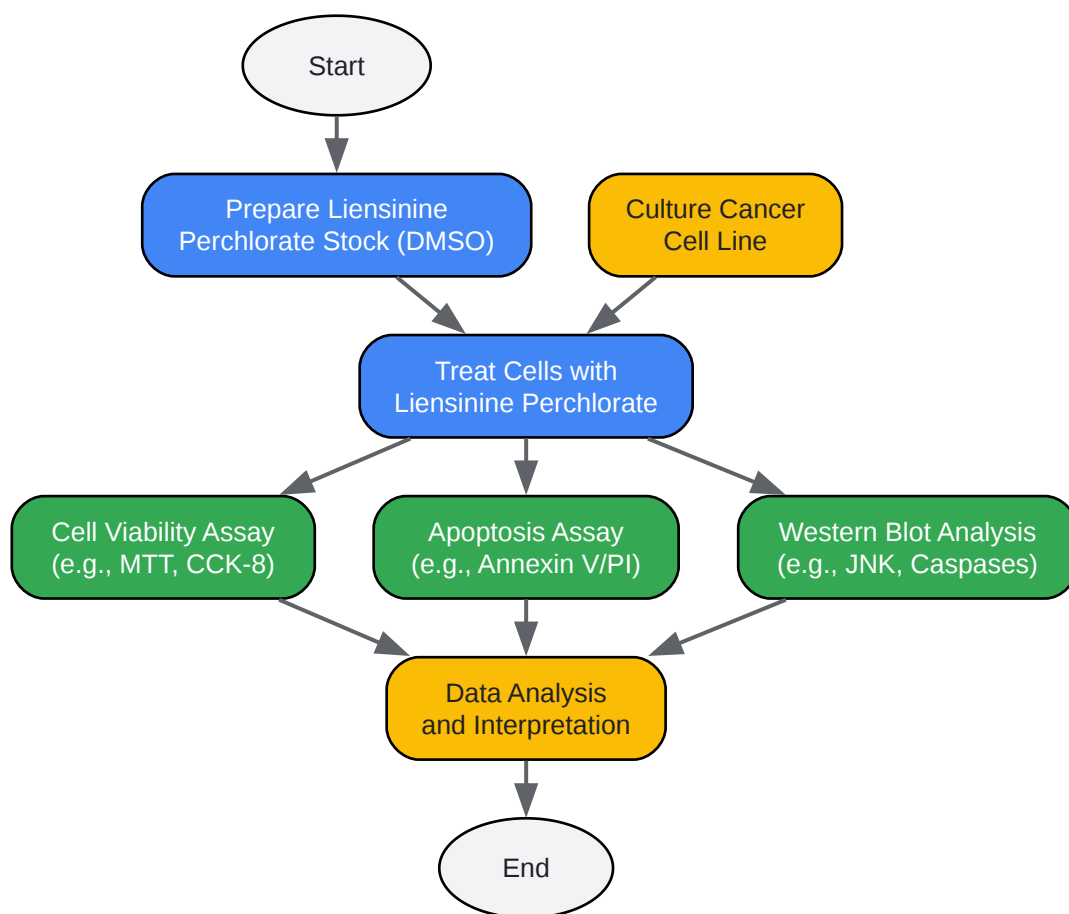 Start
Prepare Liensinine
Perchlorate Stock (DMSO)
Culture Cancer
Cell Line
Treat Cells with
Liensinine Perchlorate
Cell Viability Assay
(e.g., MTT, CCK-8)
Apoptosis Assay
(e.g., Annexin V/PI)
Western Blot Analysis
(e.g., JNK, Caspases)
Data Analysis
and Interpretation
End